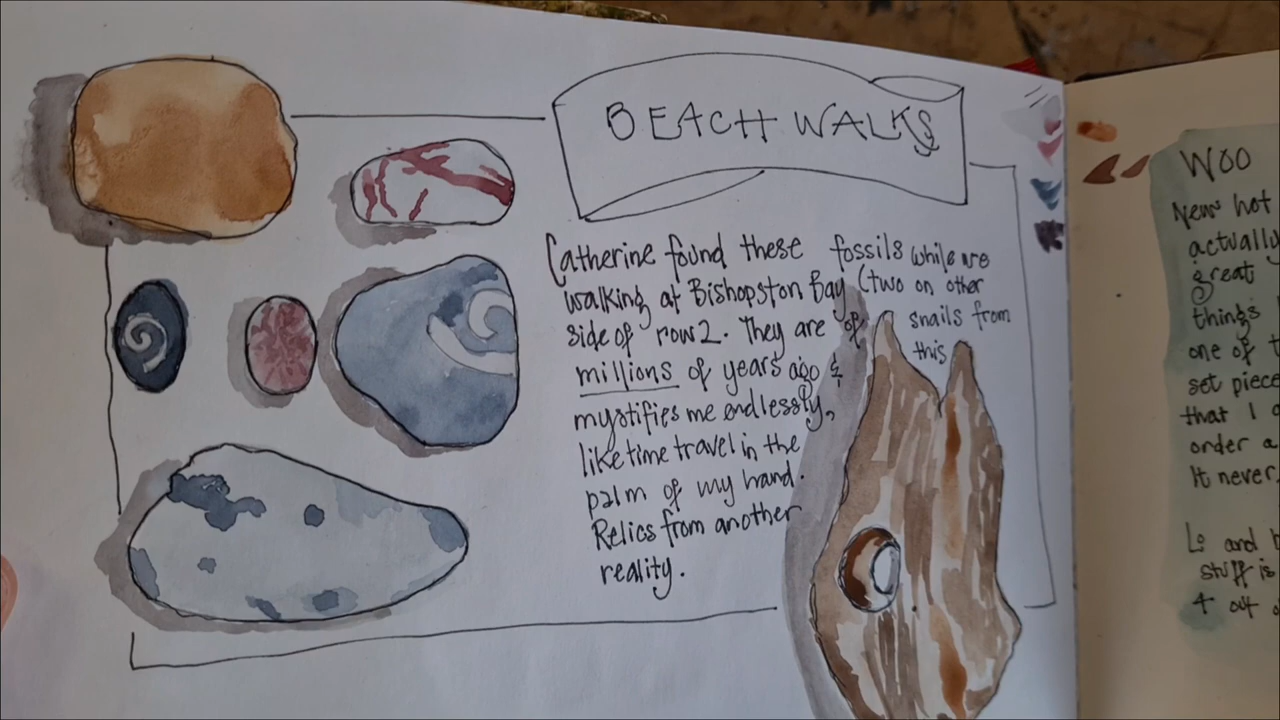 BEACH WALKS
Catherine found these fossils while we
walking at Bishopston Bay (two on other
side of row 2. They are of snails from this
millions of years ago &
mystifies me endlessly,
like time travel in the
palm of my hand.
Relics from another
reality.
WOO
New hot
actually
great
things
one of
set piece
that I
order a
It never
Lo and
stuff is
4 out